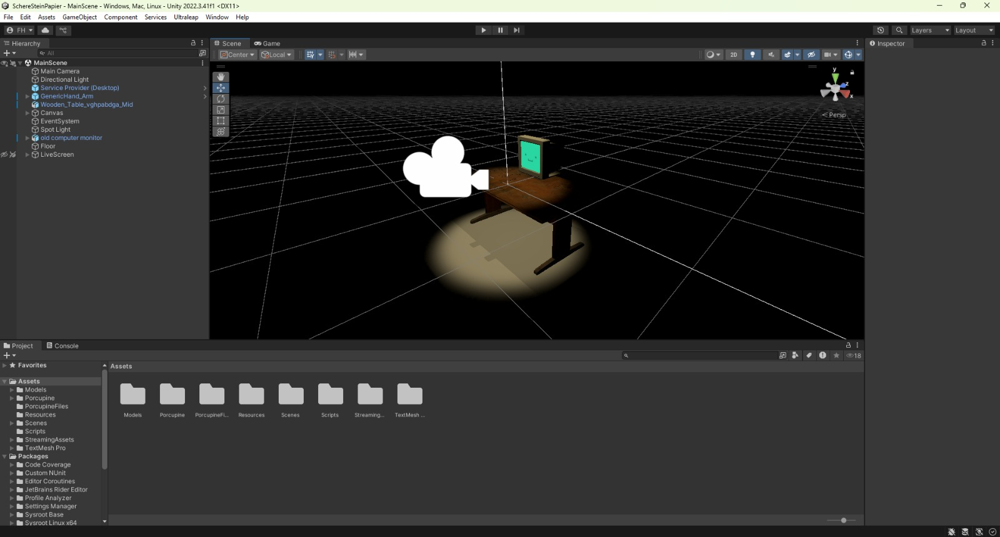 SchereSteinPapier - MainScene - Windows, Mac, Linux - Unity 2022.3.41f1 <DX11>
File Edit Assets GameObject Component Services Ultraleap Window Help
FH
Layers
Layout
Hierarchy
All
MainScene
Main Camera
Directional Light
Service Provider (Desktop)
GenericHand_Arm
Wooden_Table_vghpabdga_Mid
Canvas
EventSystem
Spot Light
old computer monitor
Floor
LiveScreen
Scene Game
Center Local
2D
y
z
x
< Persp
Inspector
Project Console
18
Favorites
Assets
Models
Porcupine
PorcupineFiles
Resources
Scenes
Scripts
StreamingAssets
TextMesh Pro
Packages
Code Coverage
Custom NUnit
Editor Coroutines
JetBrains Rider Editor
Profile Analyzer
Settings Manager
Sysroot Base
Sysroot Linux x64
Assets
Models Porcupine PorcupineFi... Resources Scenes Scripts Streaming... TextMesh ...